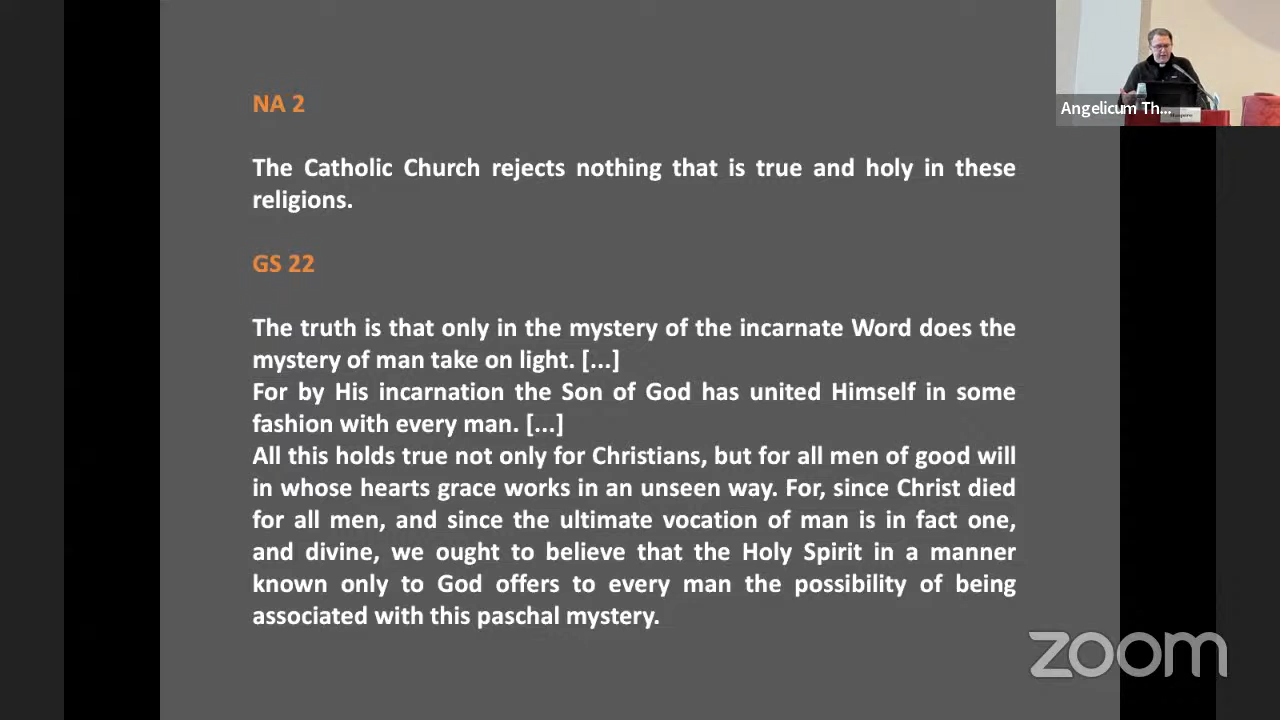 NA 2
The Catholic Church rejects nothing that is true and holy in these
religions.
GS 22
The truth is that only in the mystery of the incarnate Word does the
mystery of man take on light. [...]
For by His incarnation the Son of God has united Himself in some
fashion with every man. [...]
All this holds true not only for Christians, but for all men of good will
in whose hearts grace works in an unseen way. For, since Christ died
for all men, and since the ultimate vocation of man is in fact one,
and divine, we ought to believe that the Holy Spirit in a manner
known only to God offers to every man the possibility of being
associated with this paschal mystery.
Angelicum Th...
zoom